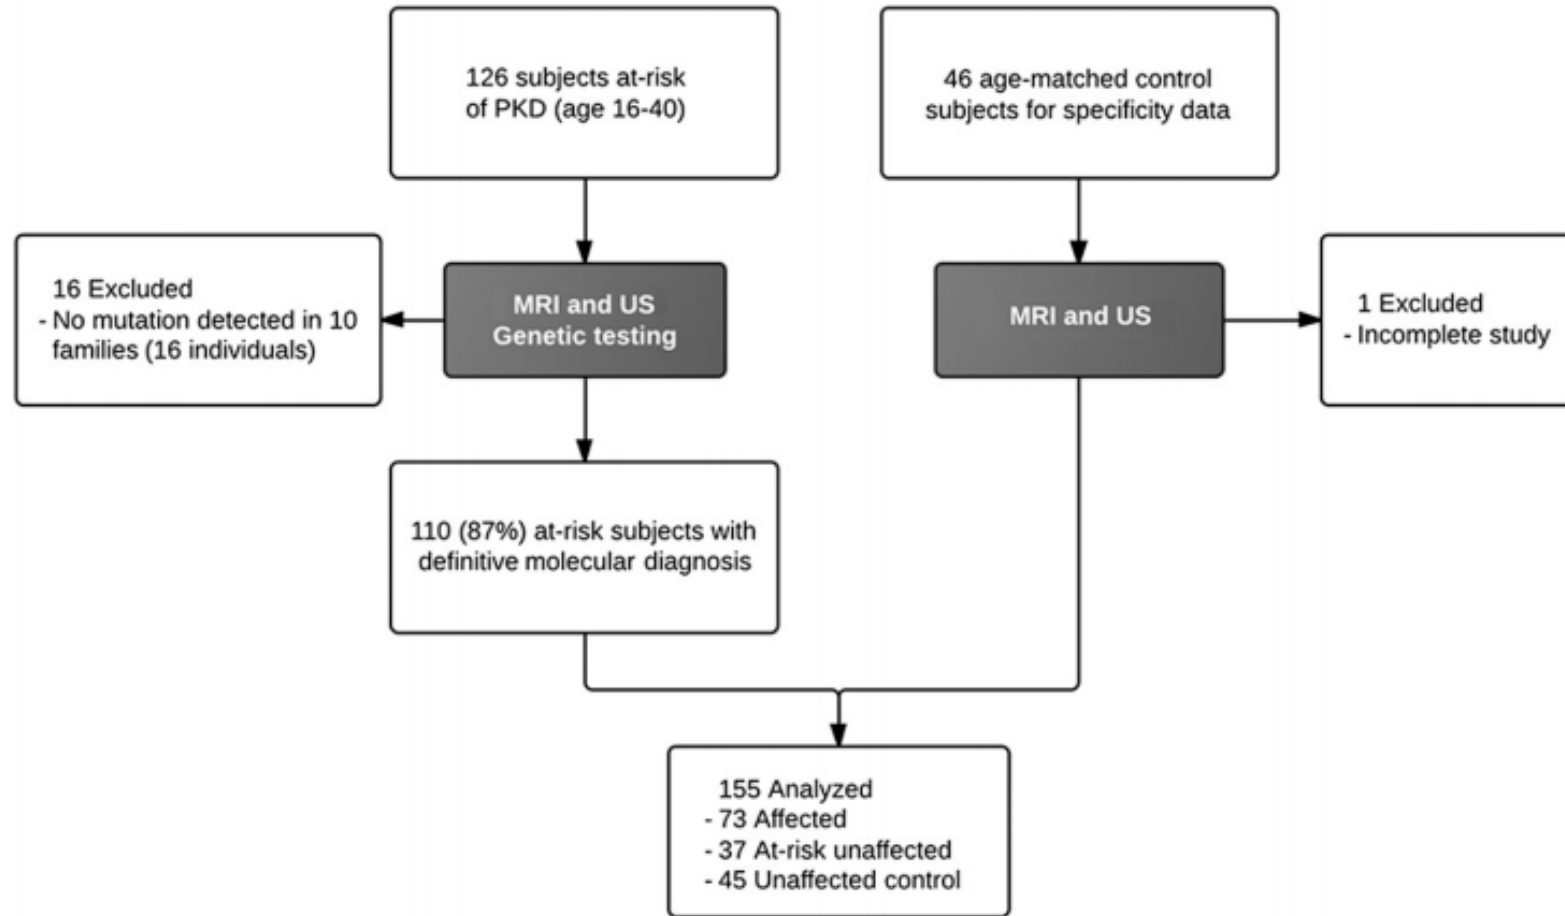 126 subjects at-risk
of PKD (age 16-40)
46 age-matched control
subjects for specificity data
16 Excluded
- No mutation detected in 10
families (16 individuals)
MRI and US
Genetic testing
MRI and US
1 Excluded
- Incomplete study
110 (87%) at-risk subjects with
definitive molecular diagnosis
155 Analyzed
- 73 Affected
- 37 At-risk unaffected
- 45 Unaffected control